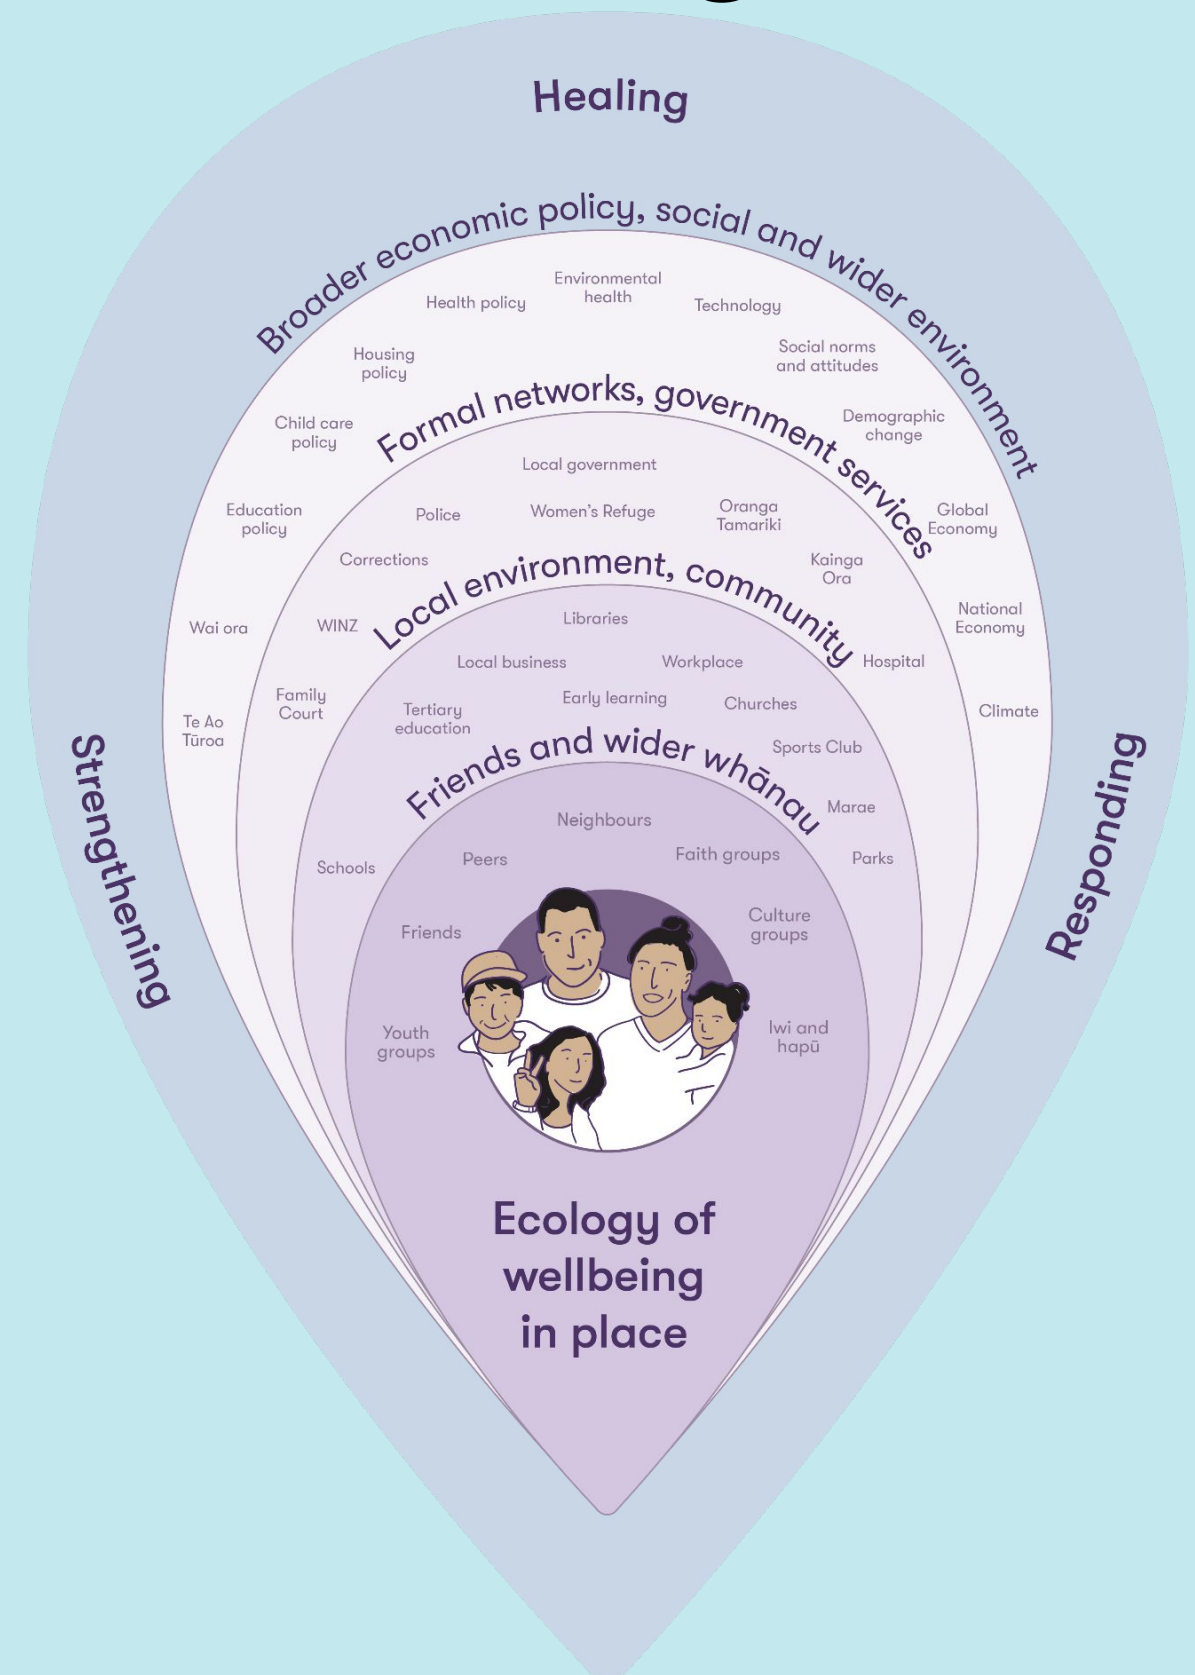 Healing
Broader economic policy, social and wider environment
Environmental
health
Health policy
Technology
Housing
policy
Social norms
and attitudes
Child care
policy
Demographic
change
Education
policy
Global
Economy
Wai ora
National
Economy
Te Ao
Tūroa
Climate
Formal networks, government services
Local government
Police
Women's Refuge
Oranga
Tamariki
Corrections
Kainga
Ora
WINZ
Hospital
Family
Court
Local environment, community
Libraries
Local business
Workplace
Early learning
Tertiary
education
Churches
Sports Club
Marae
Schools
Parks
Friends and wider whānau
Neighbours
Peers
Faith groups
Friends
Culture
groups
Youth
groups
Iwi and
hapū
Strengthening
Responding
Ecology of
wellbeing
in place